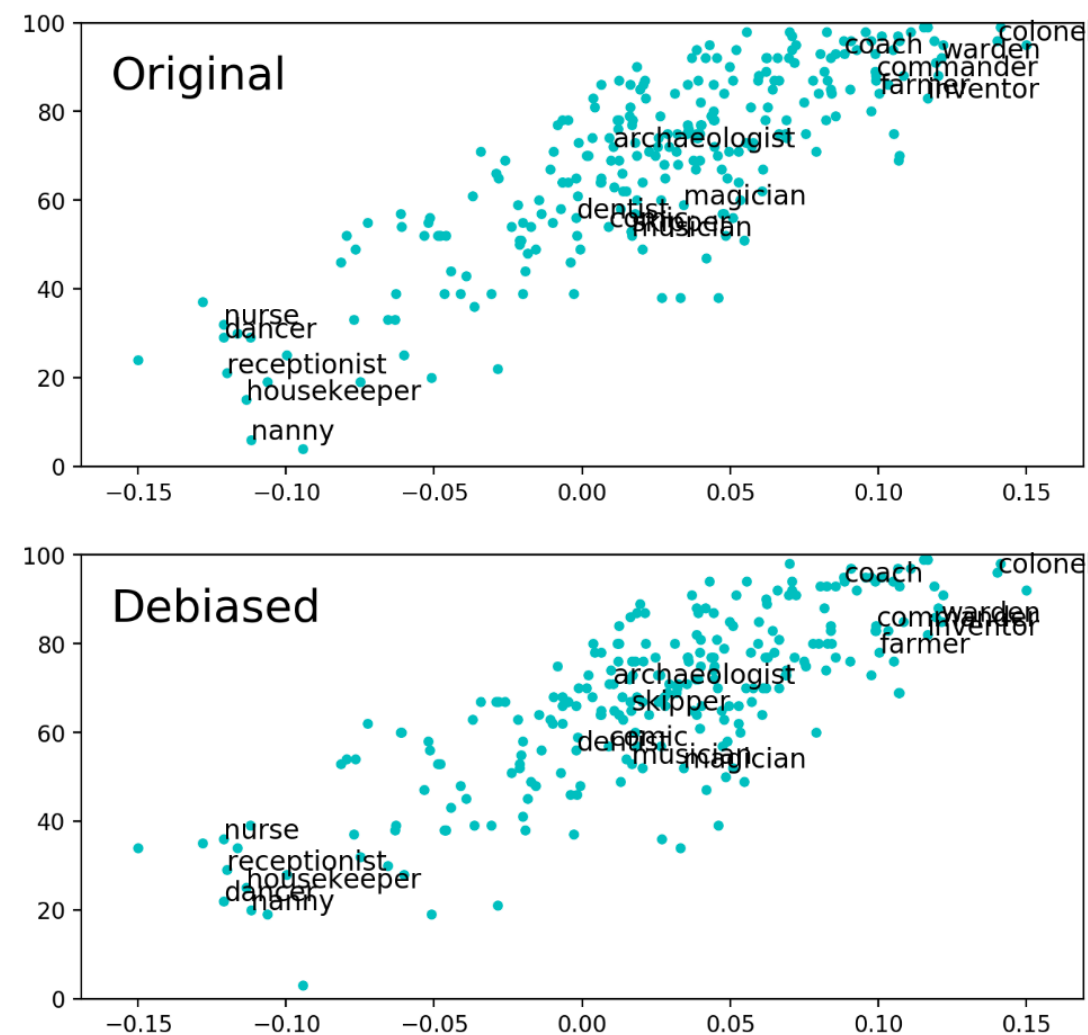 100
80
60
40
20
0
Original
colone
coach
warden
commander
farmer
inventor
archaeologist
magician
dentist
comic
skipper
musician
nurse
dancer
receptionist
housekeeper
nanny
−0.15 −0.10 −0.05 0.00 0.05 0.10 0.15
100
80
60
40
20
0
Debiased
colone
coach
warden
commander
inventor
farmer
archaeologist
skipper
comic
dentist
musician
magician
nurse
receptionist
housekeeper
dancer
nanny
−0.15 −0.10 −0.05 0.00 0.05 0.10 0.15